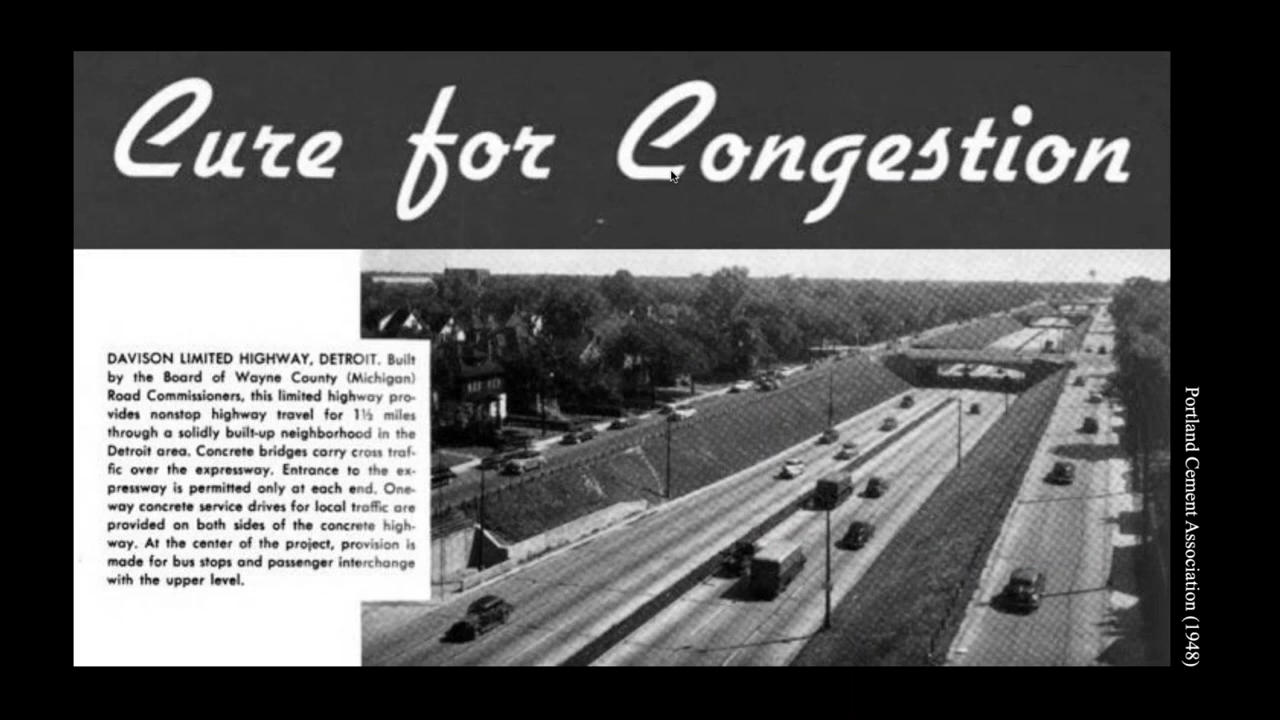 Cure for Congestion
DAVISON LIMITED HIGHWAY, DETROIT. Built
by the Board of Wayne County (Michigan)
Road Commissioners, this limited highway pro-
vides nonstop highway travel for 1½ miles
through a solidly built-up neighborhood in the
Detroit area. Concrete bridges carry cross traf-
fic over the expressway. Entrance to the ex-
pressway is permitted only at each end. One-
way concrete service drives for local traffic are
provided on both sides of the concrete high-
way. At the center of the project, provision is
made for bus stops and passenger interchange
with the upper level.
Portland Cement Association (1948)